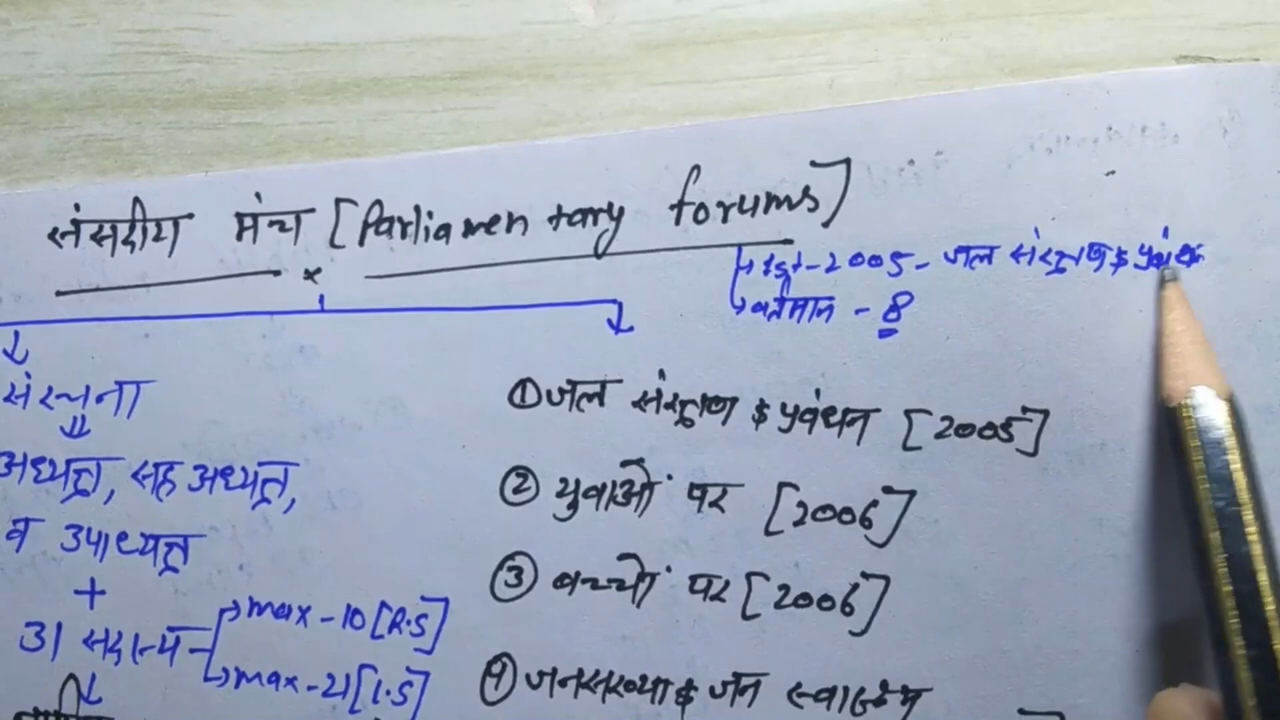 संसदीय मंच [Parliamentary forums]
1st - 2005 - जल संरक्षण & प्रबंधन
वर्तमान - 8
संरचना
अध्यक्ष, सह अध्यक्ष,
व उपाध्यक्ष
+
31 सदस्य
max - 10 [R.S]
max - 21 [L.S]
① जल संरक्षण & प्रबंधन [2005]
② युवाओं पर [2006]
③ बच्चों पर [2006]
④ जनसंख्या & जन स्वास्थ्य